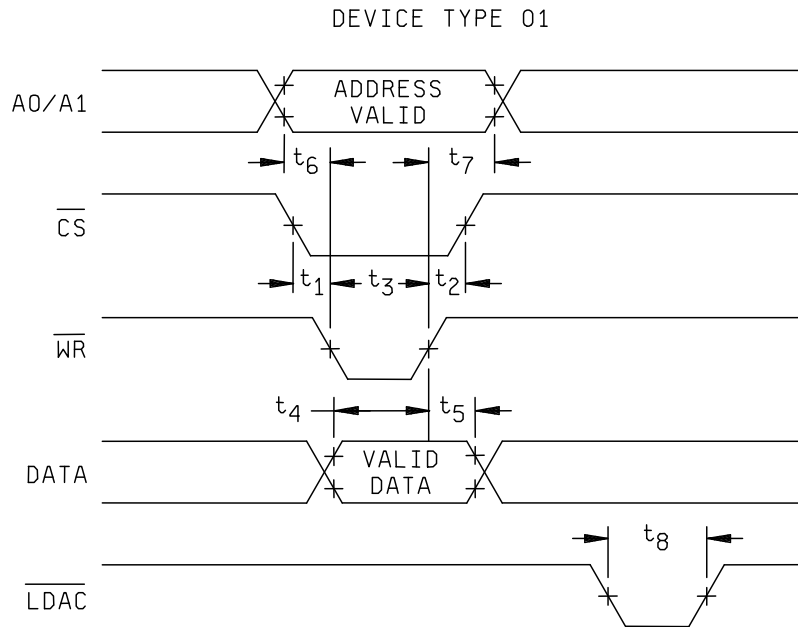 DEVICE TYPE 01
A0/A1
ADDRESS
VALID
t6
t7
CS
t1
t3
t2
WR
t4
t5
DATA
VALID
DATA
t8
LDAC